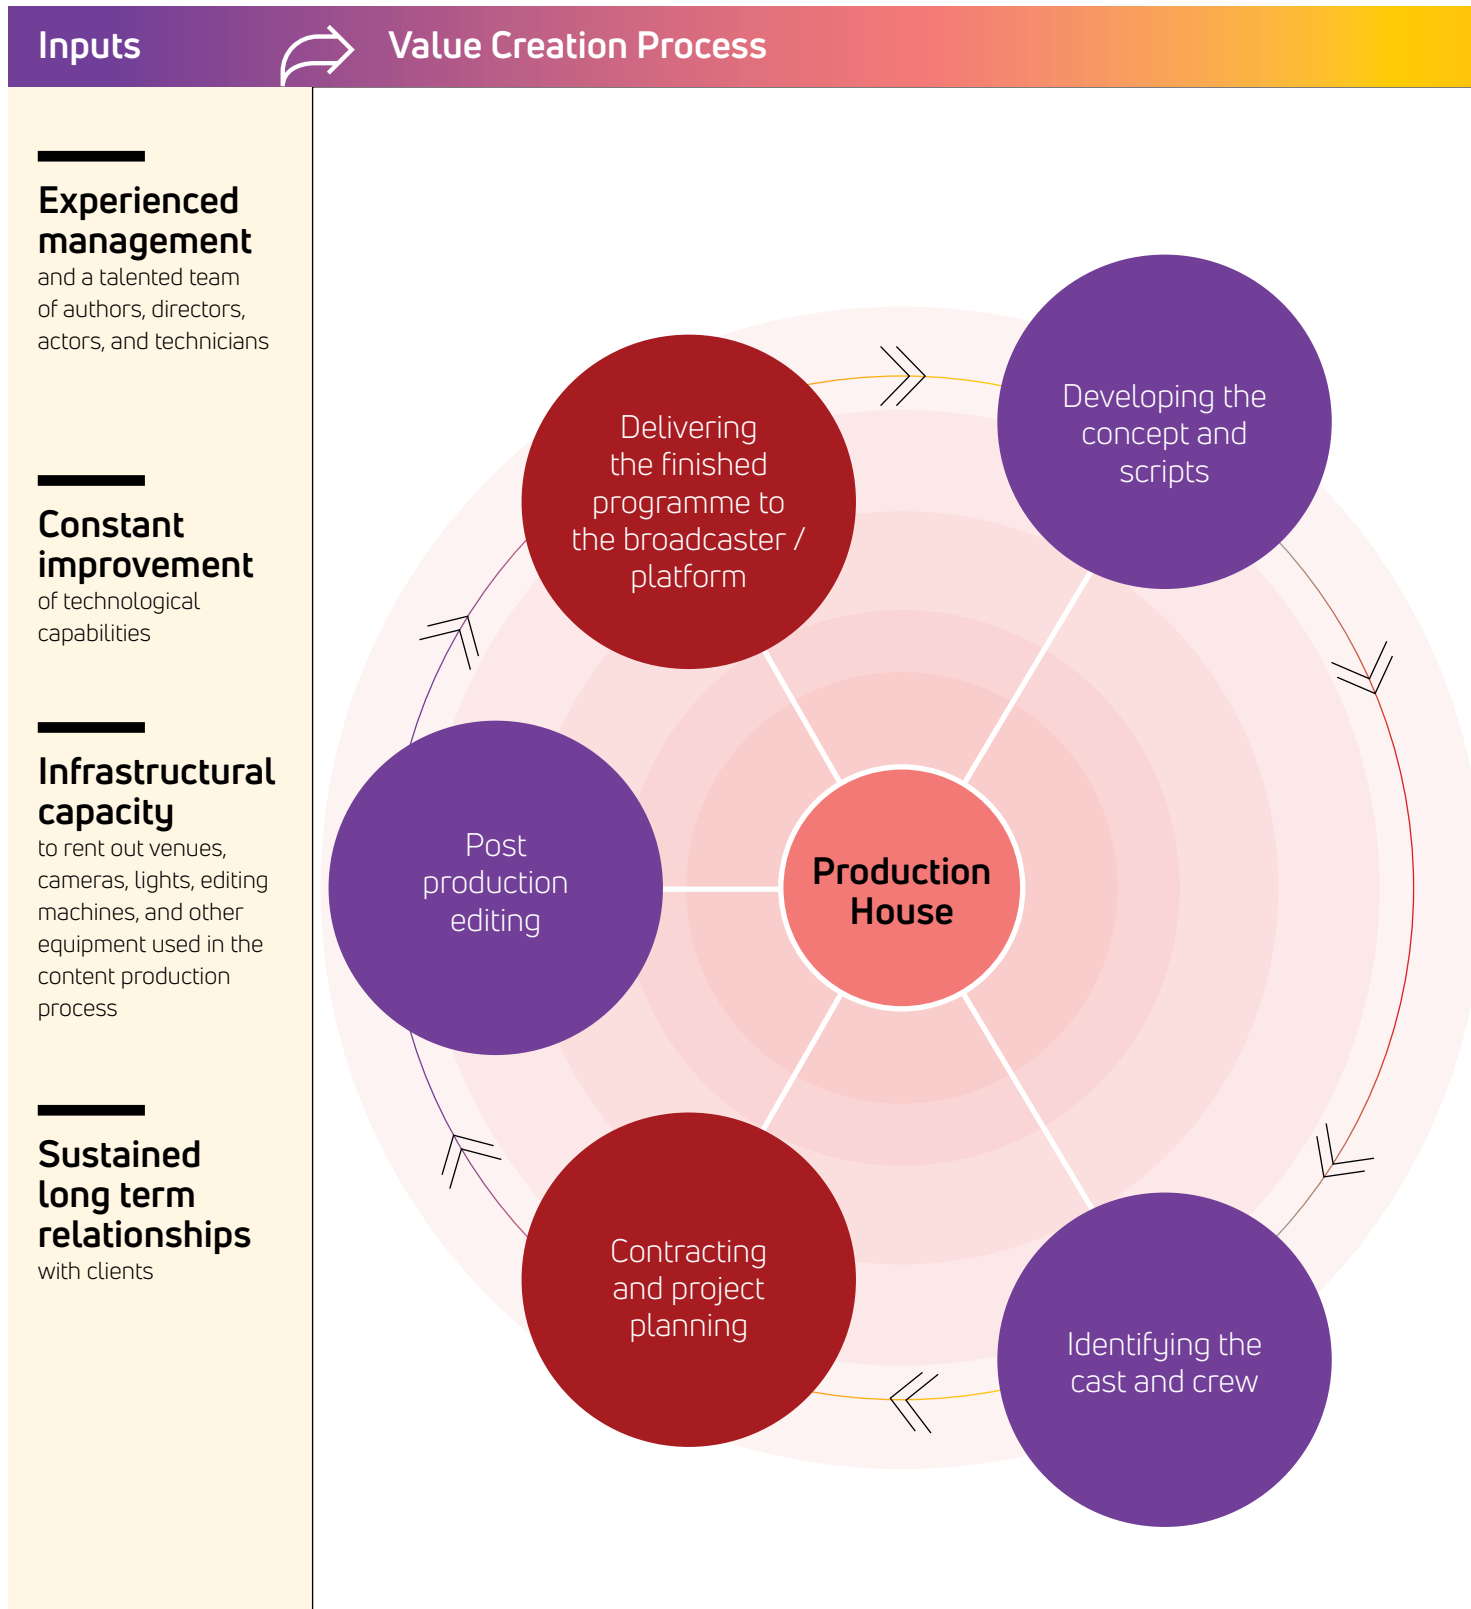 Inputs
Value Creation Process
Experienced
management
and a talented team
of authors, directors,
actors, and technicians
Constant
improvement
of technological
capabilities
Infrastructural
capacity
to rent out venues,
cameras, lights, editing
machines, and other
equipment used in the
content production
process
Sustained
long term
relationships
with clients
Developing the
concept and
scripts
Delivering
the finished
programme to
the broadcaster /
platform
Post
production
editing
Production
House
Contracting
and project
planning
Identifying the
cast and crew